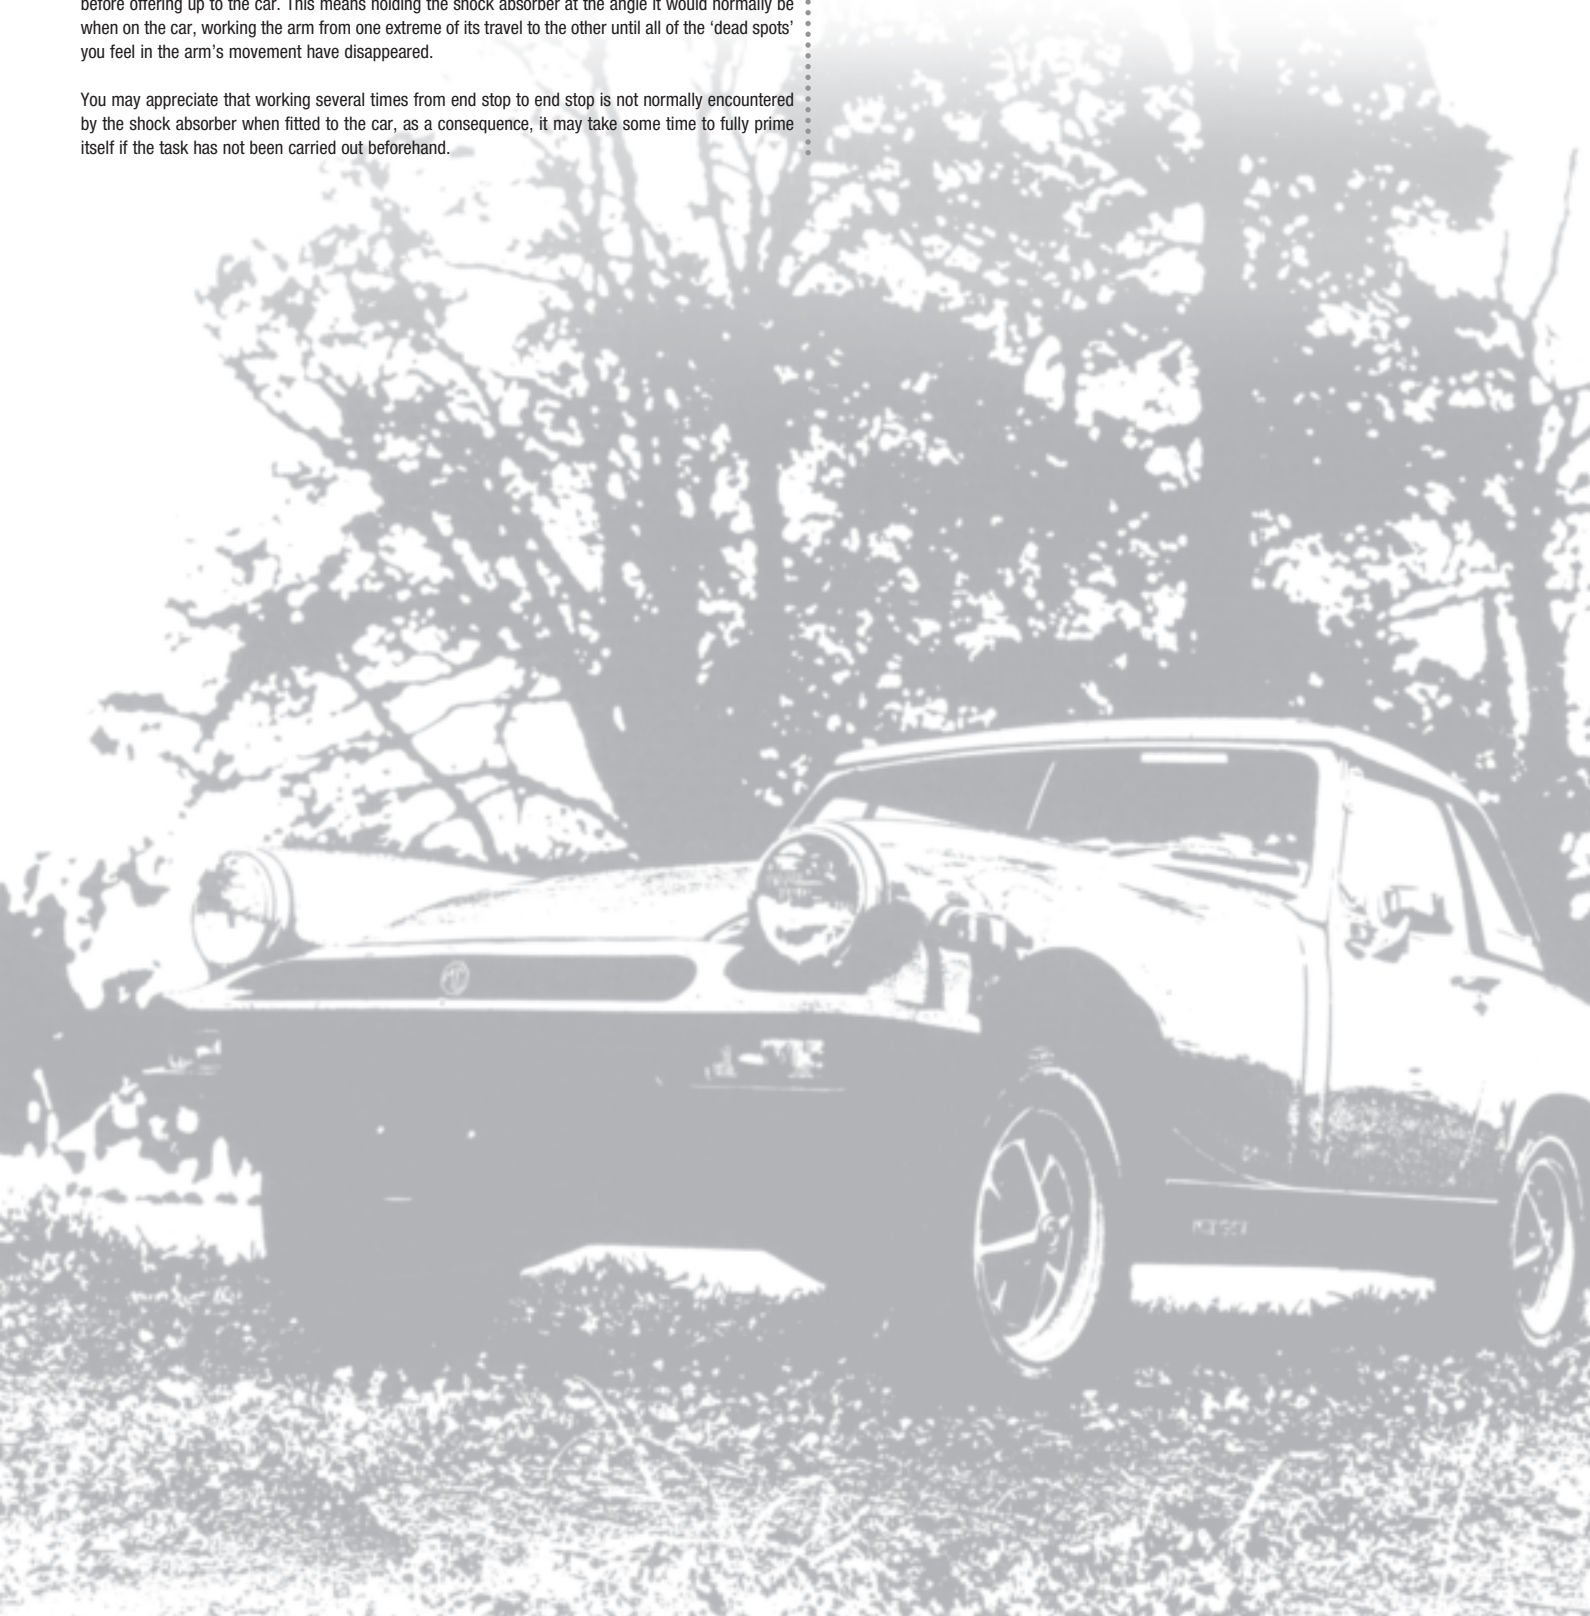 before offering up to the car. This means holding the shock absorber at the angle it would normally be
when on the car, working the arm from one extreme of its travel to the other until all of the ‘dead spots’
you feel in the arm’s movement have disappeared.
You may appreciate that working several times from end stop to end stop is not normally encountered
by the shock absorber when fitted to the car, as a consequence, it may take some time to fully prime
itself if the task has not been carried out beforehand.
MG